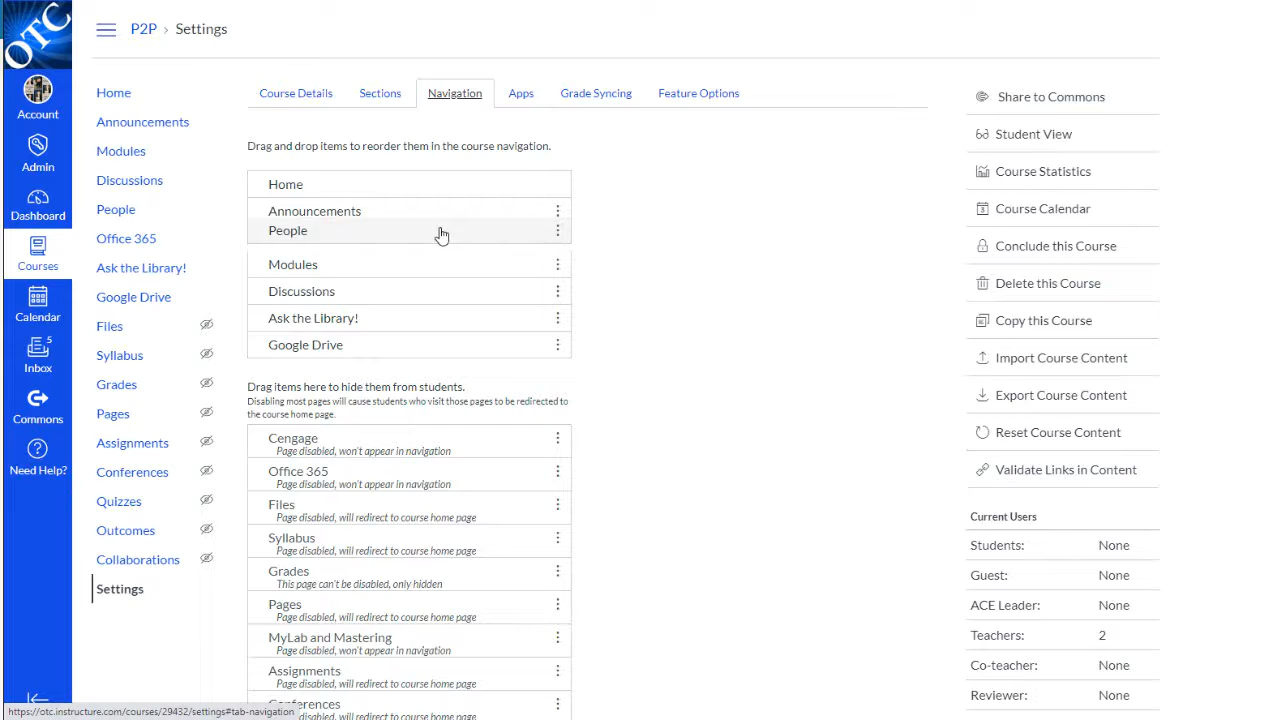 OTC
P2P › Settings
Account
Admin
Dashboard
Courses
Calendar
5
Inbox
Commons
Need Help?
Home
Announcements
Modules
Discussions
People
Office 365
Ask the Library!
Google Drive
Files
Syllabus
Grades
Pages
Assignments
Conferences
Quizzes
Outcomes
Collaborations
Settings
Course Details
Sections
Navigation
Apps
Grade Syncing
Feature Options
Drag and drop items to reorder them in the course navigation.
Home
Announcements
People
Modules
Discussions
Ask the Library!
Google Drive
Drag items here to hide them from students.
Disabling most pages will cause students who visit those pages to be redirected to
the course home page.
Cengage
Page disabled, won't appear in navigation
Office 365
Page disabled, won't appear in navigation
Files
Page disabled, will redirect to course home page
Syllabus
Page disabled, will redirect to course home page
Grades
This page can't be disabled, only hidden
Pages
Page disabled, will redirect to course home page
MyLab and Mastering
Page disabled, won't appear in navigation
Assignments
Page disabled, will redirect to course home page
Conferences
disabled, will redirect to course home page
Share to Commons
Student View
Course Statistics
Course Calendar
Conclude this Course
Delete this Course
Copy this Course
Import Course Content
Export Course Content
Reset Course Content
Validate Links in Content
Current Users
Students: None
Guest: None
ACE Leader: None
Teachers: 2
Co-teacher: None
Reviewer: None
https://otc.instructure.com/courses/29432/settings#tab-navigation